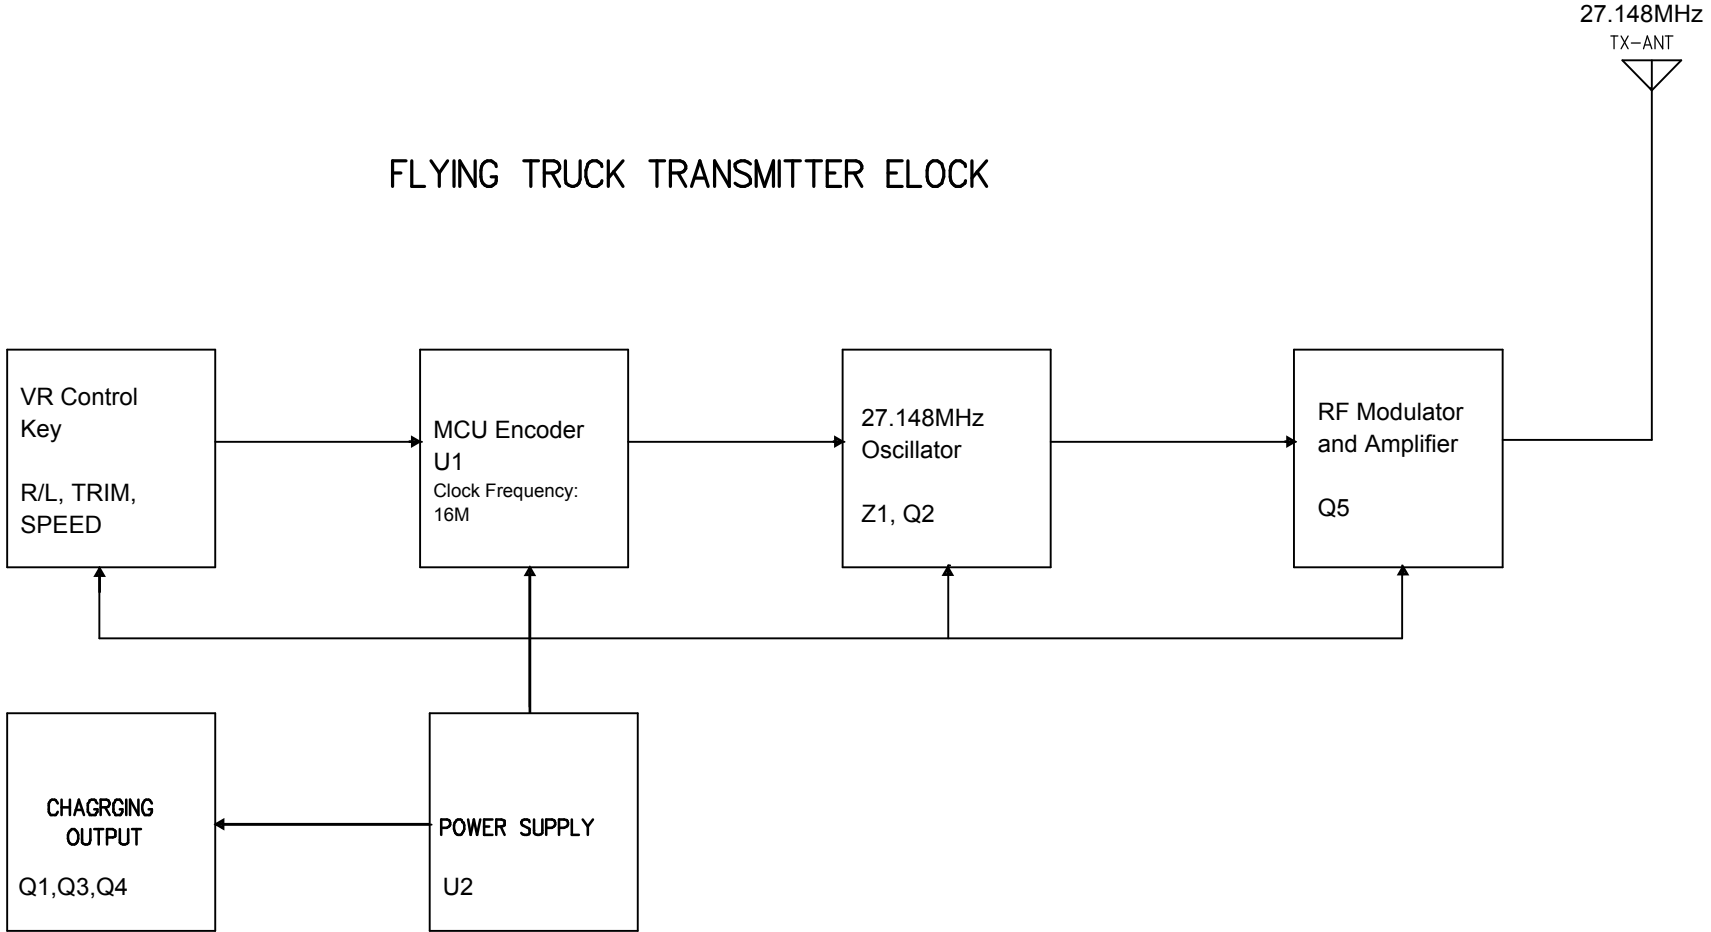 27.148MHz
TX-ANT
FLYING TRUCK TRANSMITTER ELOCK
VR Control
Key
R/L, TRIM,
SPEED
MCU Encoder
U1
Clock Frequency:
16M
27.148MHz
Oscillator
Z1, Q2
RF Modulator
and Amplifier
Q5
CHAGRGING
OUTPUT
Q1,Q3,Q4
POWER SUPPLY
U2